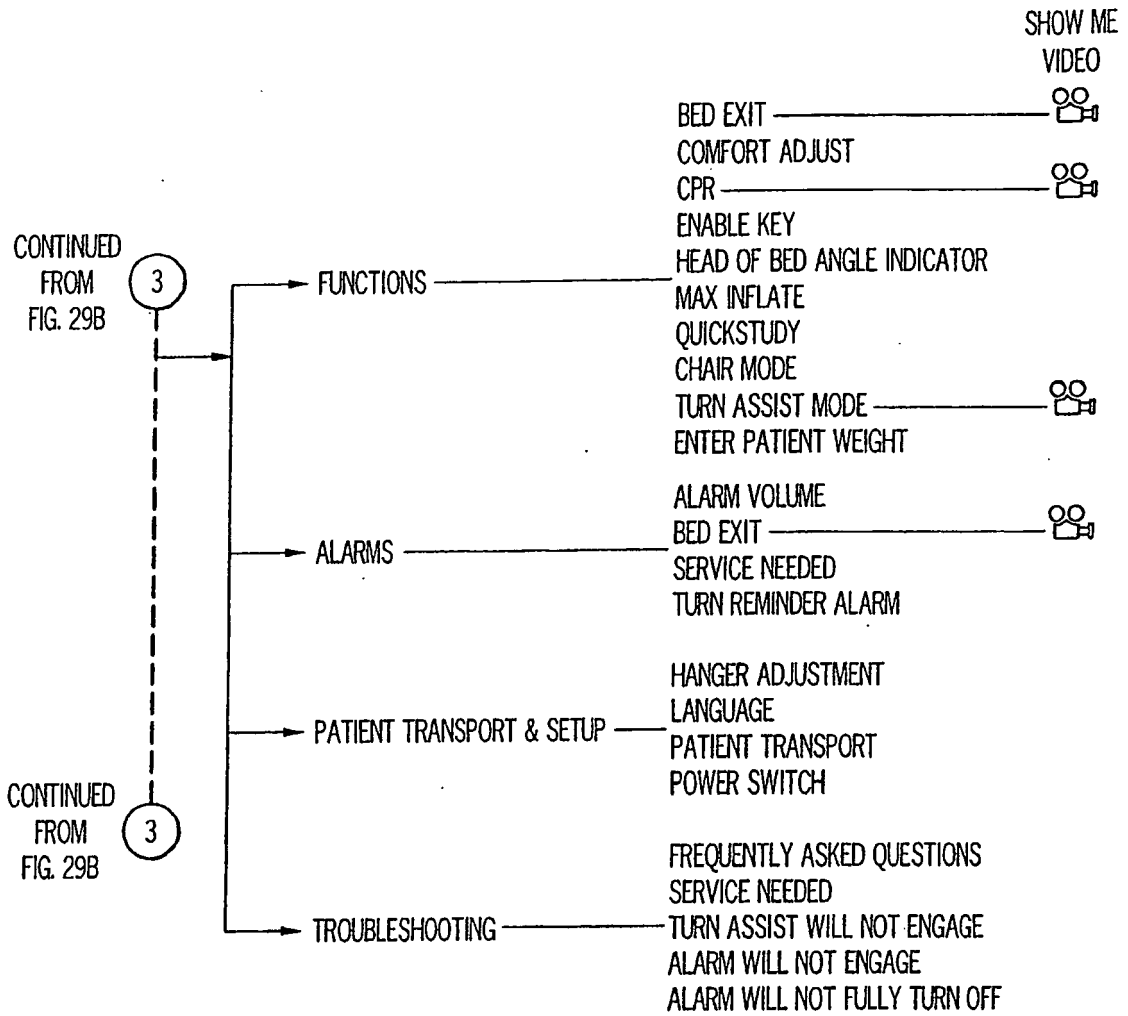 SHOW ME
VIDEO
BED EXIT
COMFORT ADJUST
CPR
ENABLE KEY
HEAD OF BED ANGLE INDICATOR
MAX INFLATE
QUICKSTUDY
CHAIR MODE
TURN ASSIST MODE
ENTER PATIENT WEIGHT
CONTINUED
FROM
FIG. 29B
3
FUNCTIONS
ALARMS
ALARM VOLUME
BED EXIT
SERVICE NEEDED
TURN REMINDER ALARM
PATIENT TRANSPORT & SETUP
HANGER ADJUSTMENT
LANGUAGE
PATIENT TRANSPORT
POWER SWITCH
CONTINUED
FROM
FIG. 29B
3
TROUBLESHOOTING
FREQUENTLY ASKED QUESTIONS
SERVICE NEEDED
TURN ASSIST WILL NOT ENGAGE
ALARM WILL NOT ENGAGE
ALARM WILL NOT FULLY TURN OFF